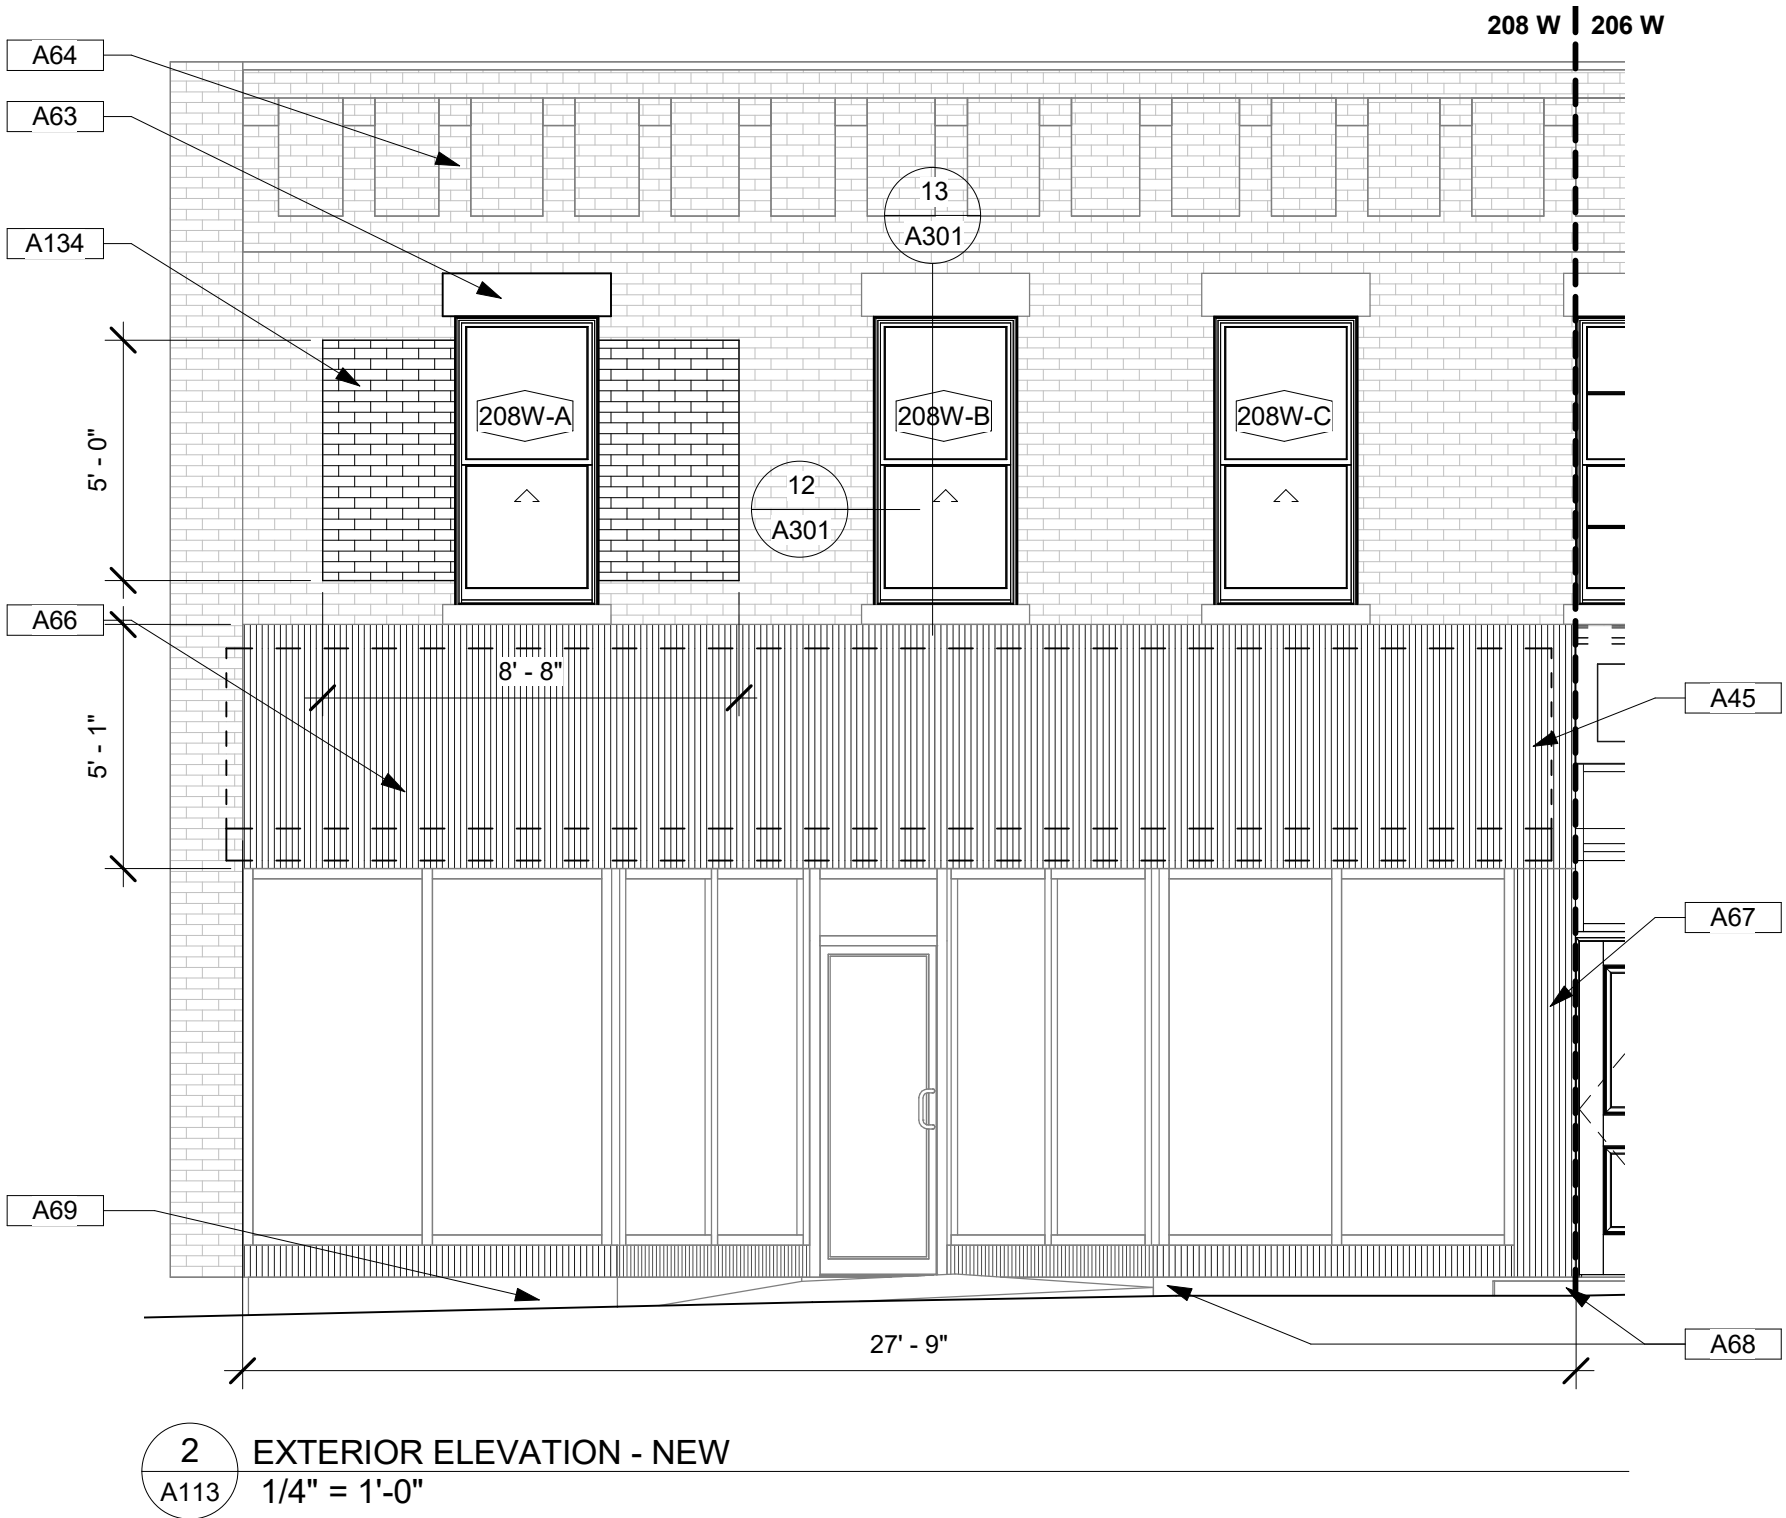 208 W 206 W
A64
A63
13
A301
A134
208W-A
208W-B
208W-C
5' - 0"
12
A301
A66
8' - 8"
A45
5' - 1"
A67
A69
27' - 9"
A68
2
A113
EXTERIOR ELEVATION - NEW
1/4" = 1'-0"